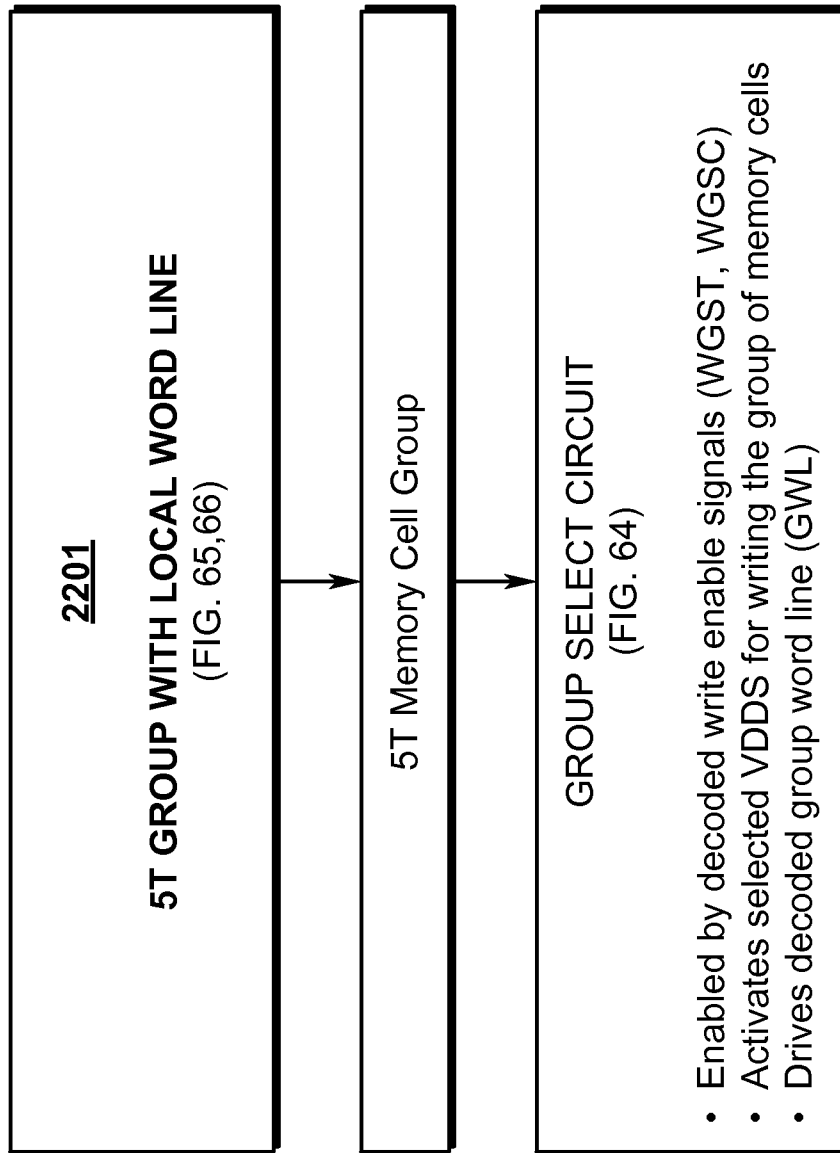 2201
5T GROUP WITH LOCAL WORD LINE
(FIG. 65,66)
5T Memory Cell Group
GROUP SELECT CIRCUIT
(FIG. 64)
• Enabled by decoded write enable signals (WGST, WGSC)
• Activates selected VDDS for writing the group of memory cells
• Drives decoded group word line (GWL)